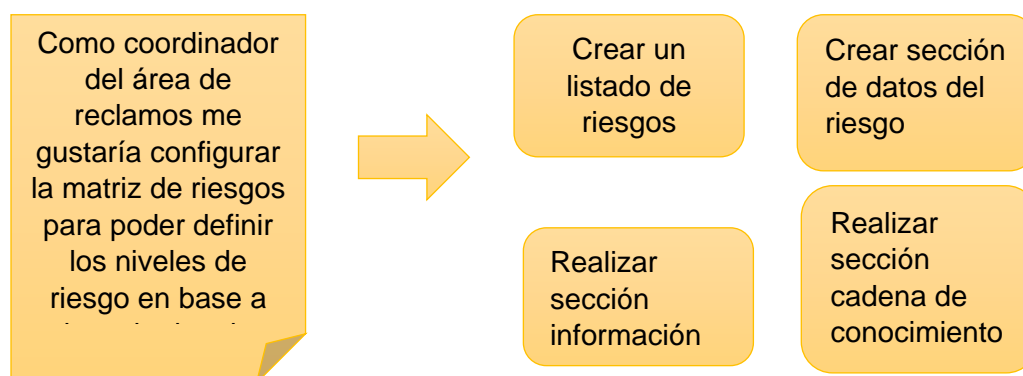 Como coordinador
del área de
reclamos me
gustaría configurar
la matriz de riesgos
para poder definir
los niveles de
riesgo en base a
Crear un
listado de
riesgos
Crear sección
de datos del
riesgo
Realizar
sección
información
Realizar
sección
cadena de
conocimiento